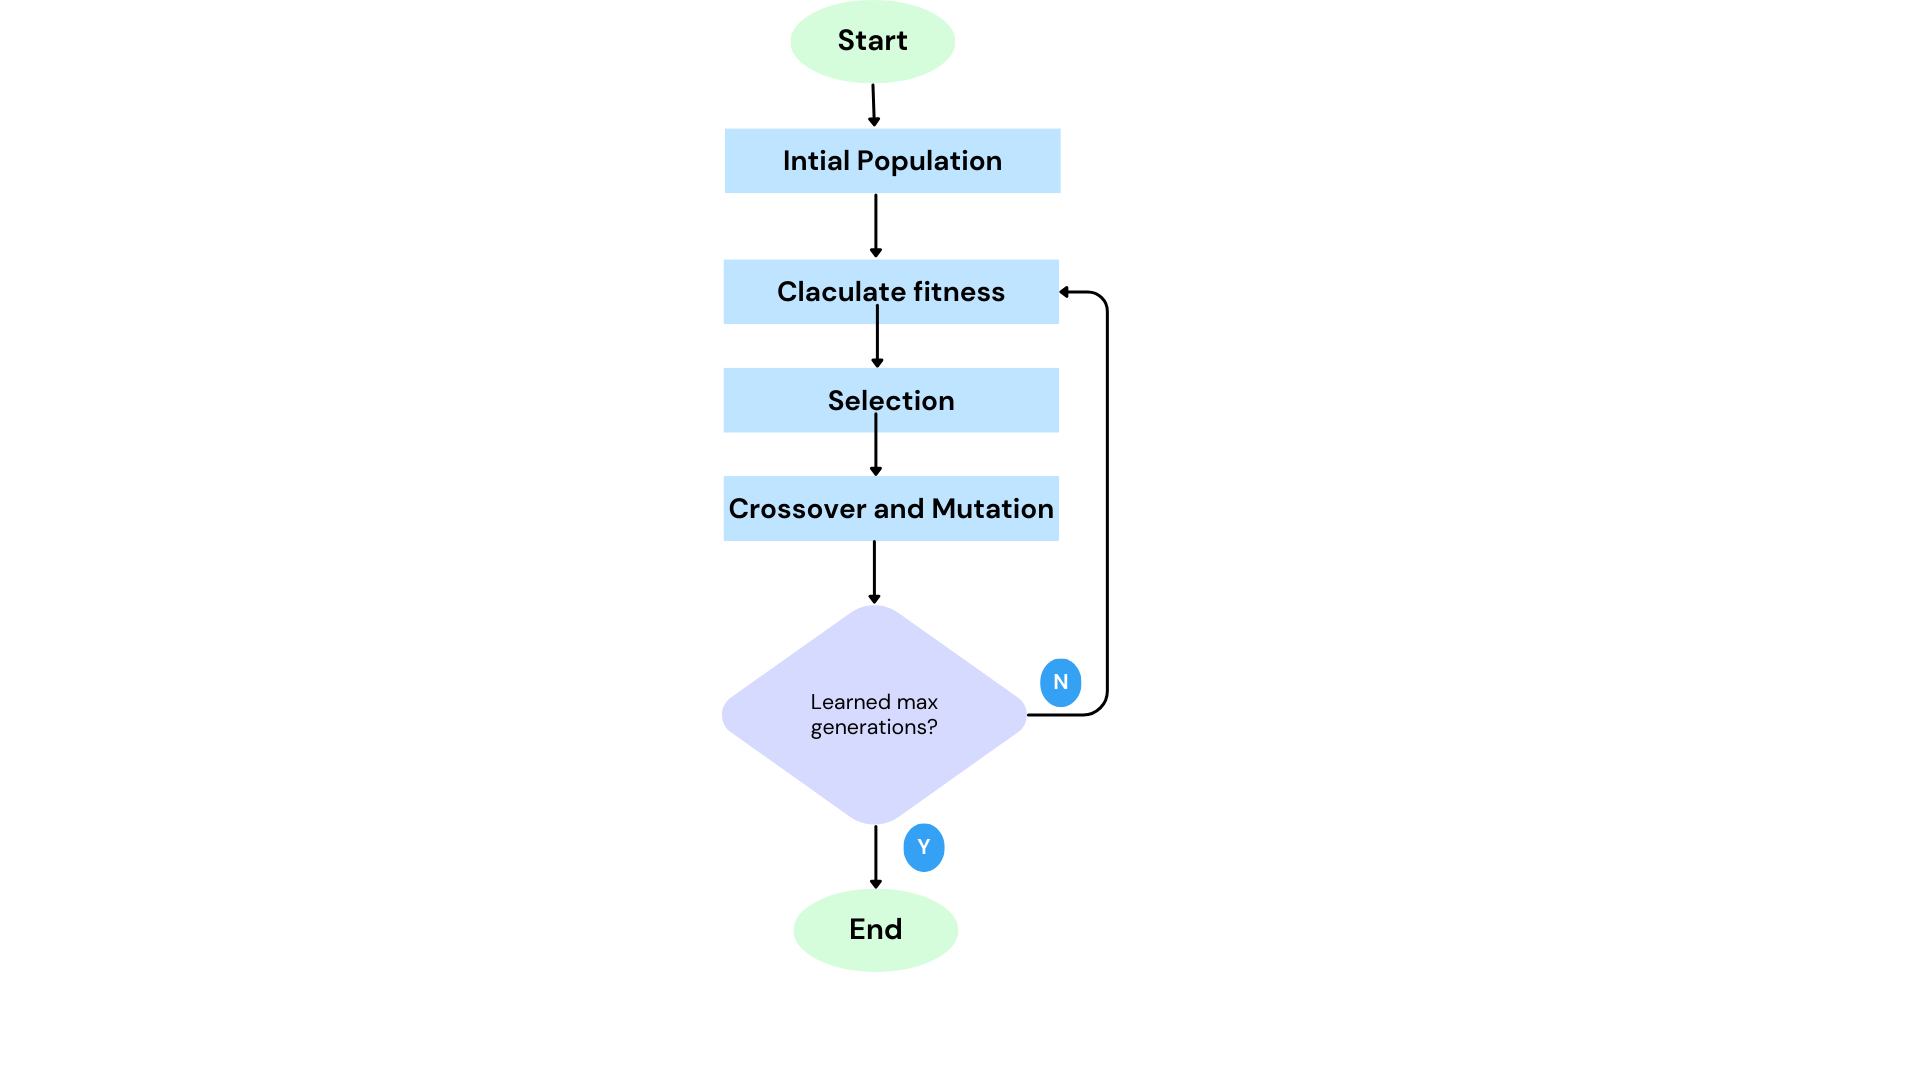 Start
Intial Population
Claculate fitness
Selection
Crossover and Mutation
Learned max
generations?
N
Y
End